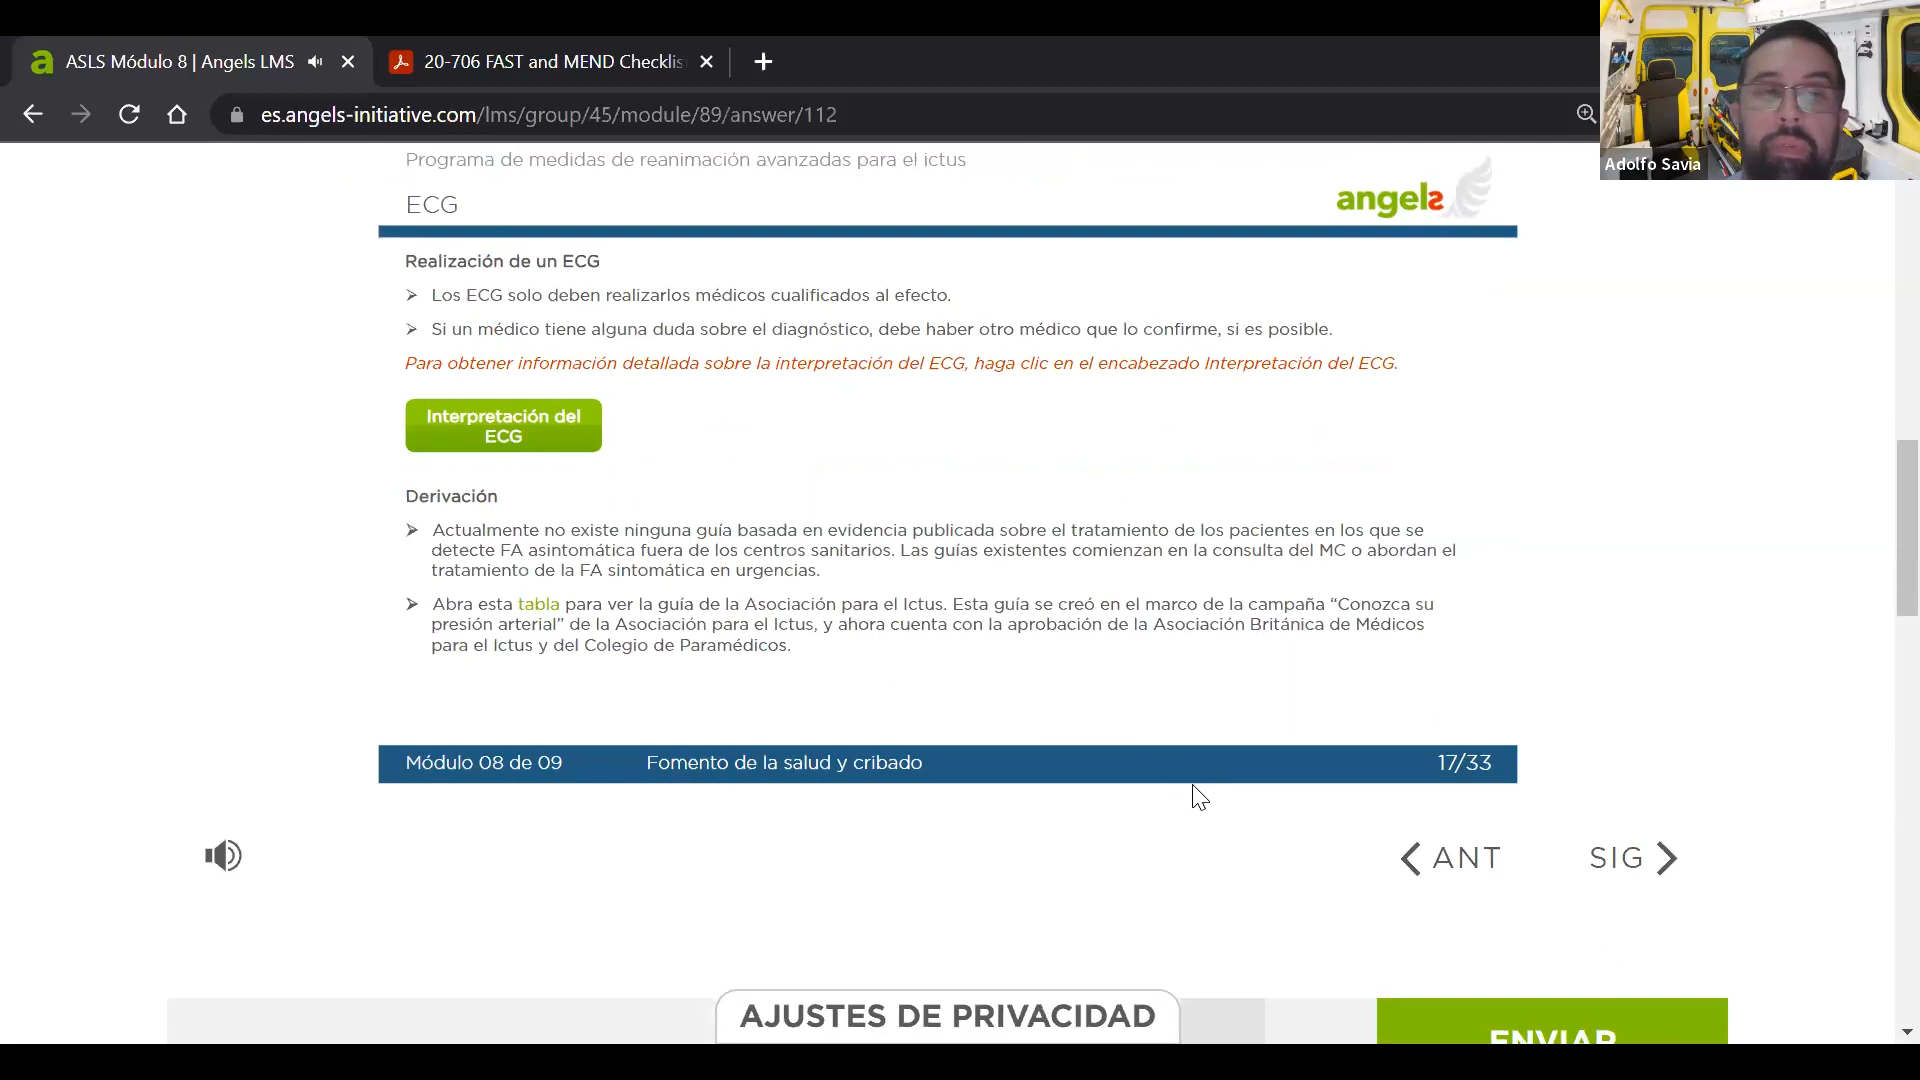 ASLS Módulo 8 | Angels LMS
20-706 FAST and MEND Checklis
es.angels-initiative.com/lms/group/45/module/89/answer/112
Adolfo Savia
Programa de medidas de reanimación avanzadas para el ictus
ECG
angels
Realización de un ECG
Los ECG solo deben realizarlos médicos cualificados al efecto.
Si un médico tiene alguna duda sobre el diagnóstico, debe haber otro médico que lo confirme, si es posible.
Para obtener información detallada sobre la interpretación del ECG, haga clic en el encabezado Interpretación del ECG.
Interpretación del
ECG
Derivación
Actualmente no existe ninguna guía basada en evidencia publicada sobre el tratamiento de los pacientes en los que se
detecte FA asintomática fuera de los centros sanitarios. Las guías existentes comienzan en la consulta del MC o abordan el
tratamiento de la FA sintomática en urgencias.
Abra esta tabla para ver la guía de la Asociación para el Ictus. Esta guía se creó en el marco de la campaña “Conozca su
presión arterial” de la Asociación para el Ictus, y ahora cuenta con la aprobación de la Asociación Británica de Médicos
para el Ictus y del Colegio de Paramédicos.
Módulo 08 de 09 Fomento de la salud y cribado 17/33
ANT SIG
AJUSTES DE PRIVACIDAD
ENVIAR